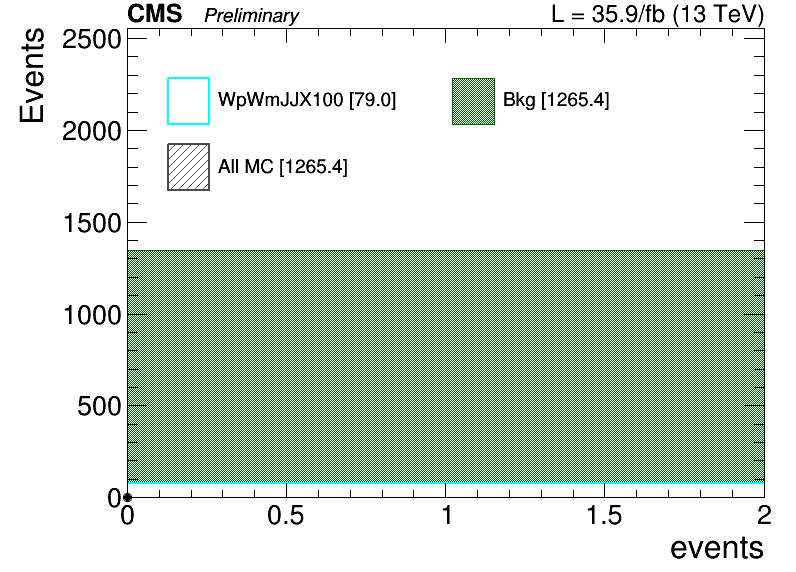 CMS Preliminary L = 35.9/fb (13 TeV)
Events
2500
2000
1500
1000
500
0
WpWmJJX100 [79.0] Bkg [1265.4]
All MC [1265.4]
0 0.5 1 1.5 2
events